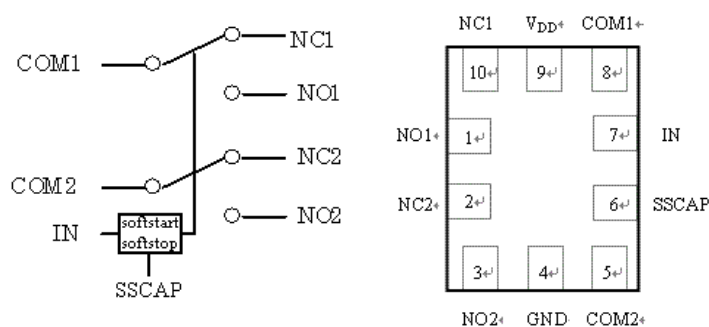 NC1
COM1
NO1
NC2
COM2
NO2
IN
softstart
softstop
SSCAP
NC1 VDD COM1
10 9 8
NO1 1 7 IN
NC2 2 6 SSCAP
3 4 5
NO2 GND COM2